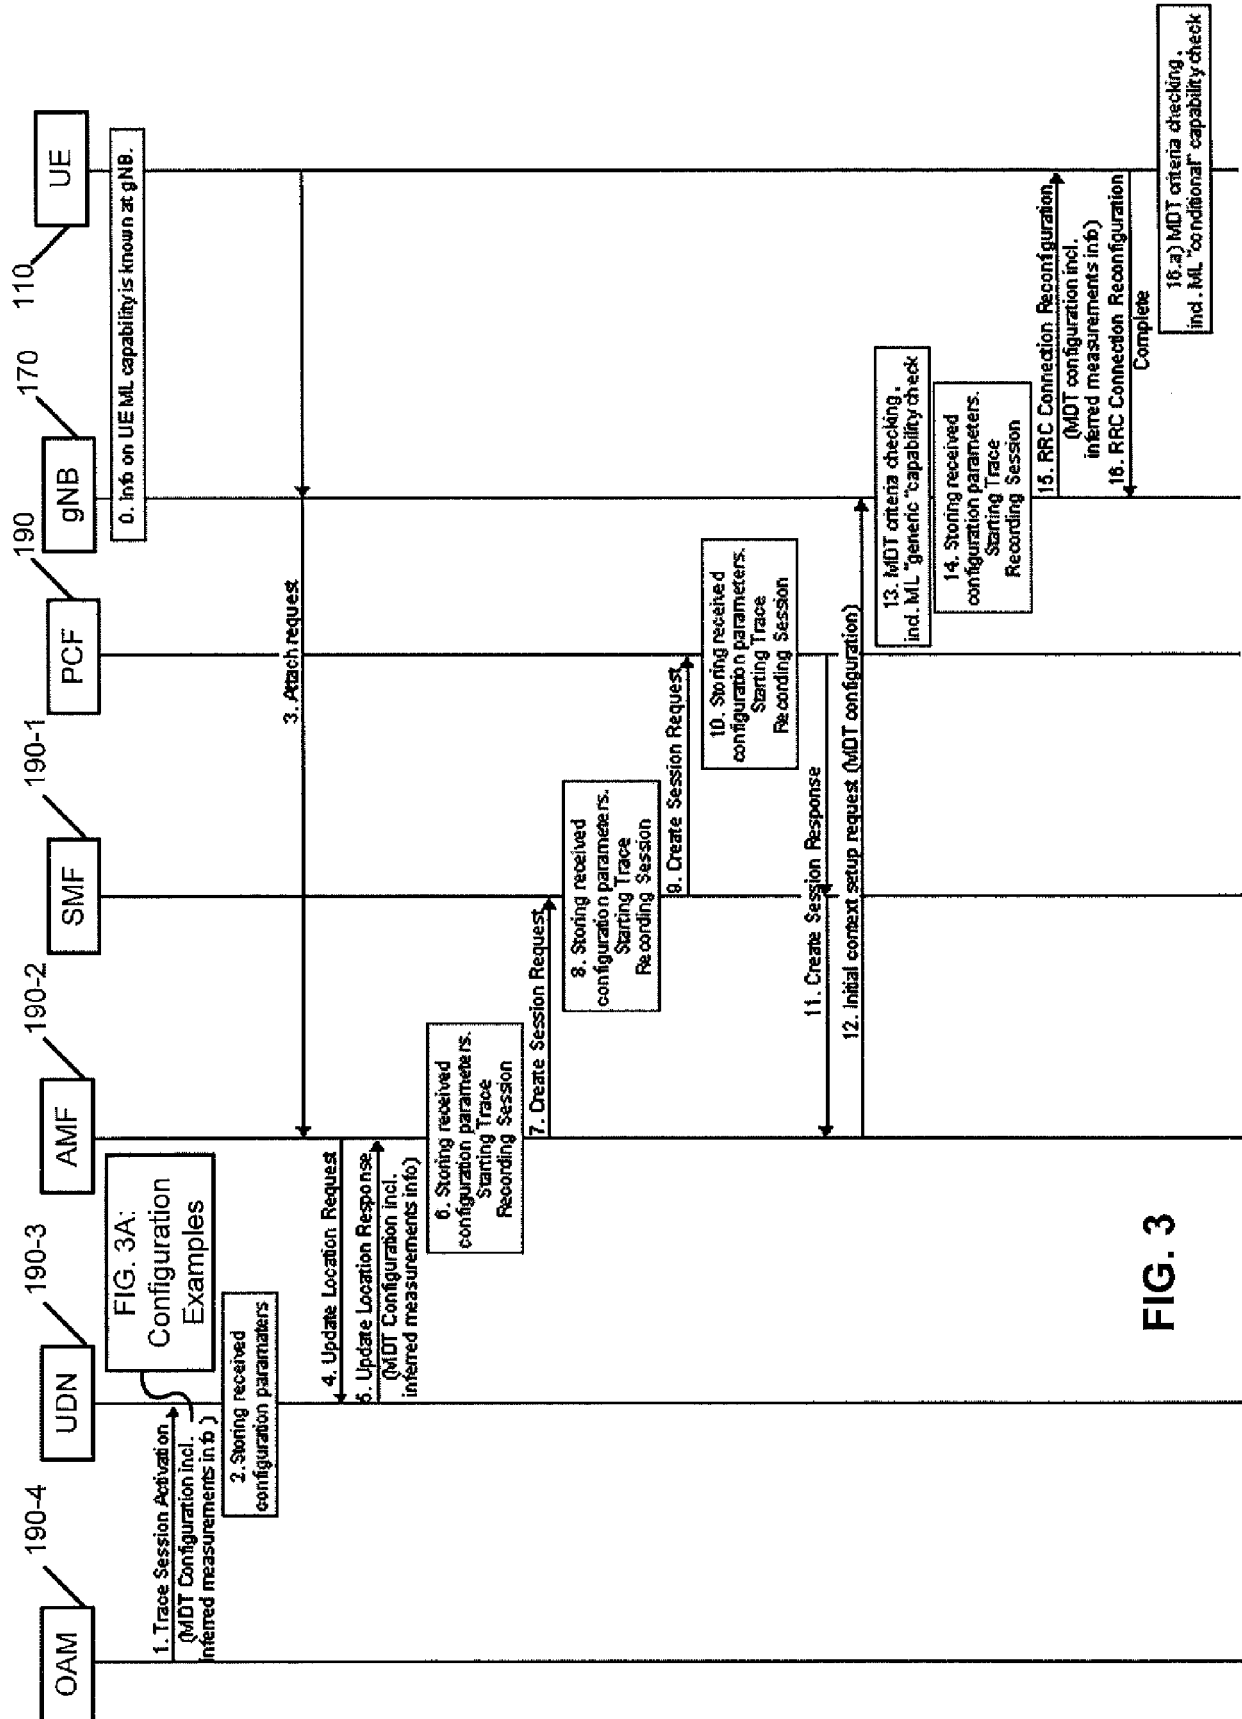 OAM
190-4
UDN
190-3
AMF
190-2
SMF
190-1
PCF
190
gNB
170
UE
110
0. Info on UE ML capability is known at gNB.
1. Trace Session Activation
(MDT Configuration incl.
inferred measurements info)
FIG. 3A:
Configuration
Examples
2. Storing received
configuration paramaters
3. Attach request
4. Update Location Request
5. Update Location Response
(MDT Configuration incl.
inferred measurements info)
6. Storing received
configuration parameters.
Starting Trace
Recording Session
7. Create Session Request
8. Storing received
configuration parameters.
Starting Trace
Recording Session
9. Create Session Request
10. Storing received
configuration parameters.
Starting Trace
Recording Session
11. Create Session Response
12. Initial context setup request (MDT configuration)
13. MDT criteria checking,
incl. ML "generic" capability check
14. Storing received
configuration parameters.
Starting Trace
Recording Session
15. RRC Connection Reconfiguration
(MDT configuration incl.
inferred measurements info)
16. RRC Connection Reconfiguration
Complete
16.a) MDT criteria checking,
incl. ML "conditional" capability check
FIG. 3